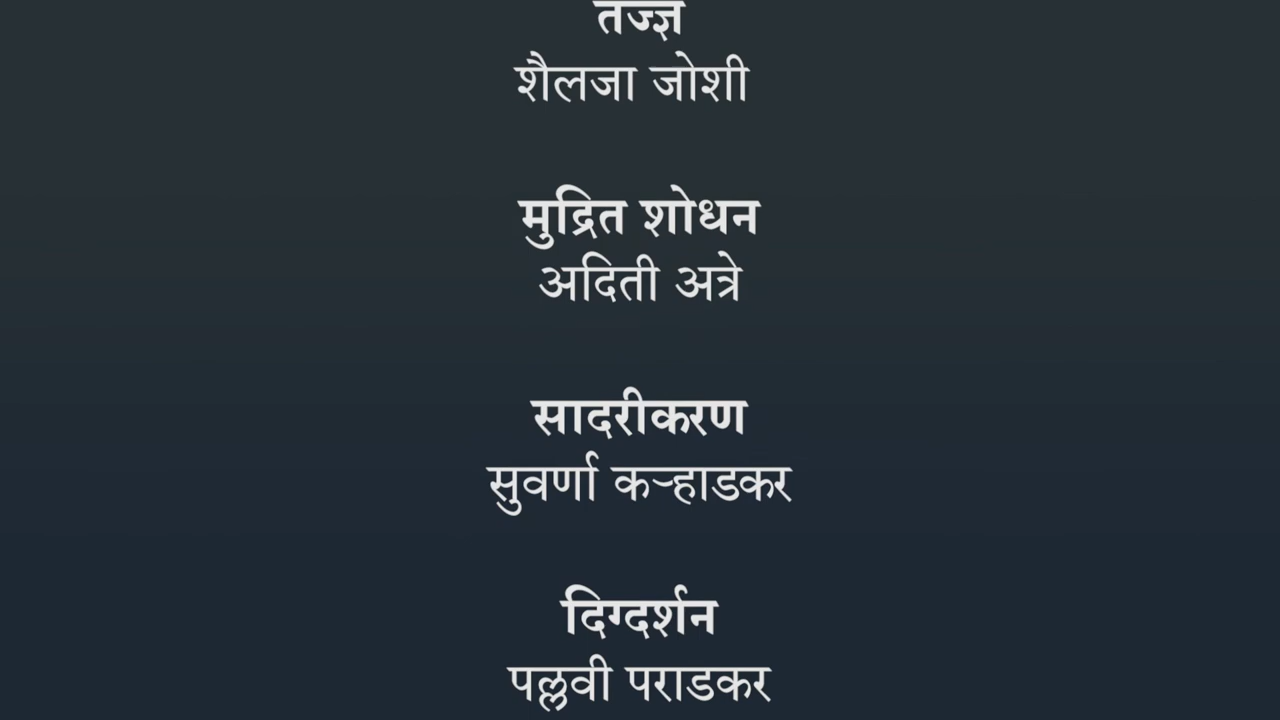 तज्ज्ञ
शैलजा जोशी
मुद्रित शोधन
अदिती अत्रे
सादरीकरण
सुवर्णा कऱ्हाडकर
दिग्दर्शन
पल्लवी पराडकर